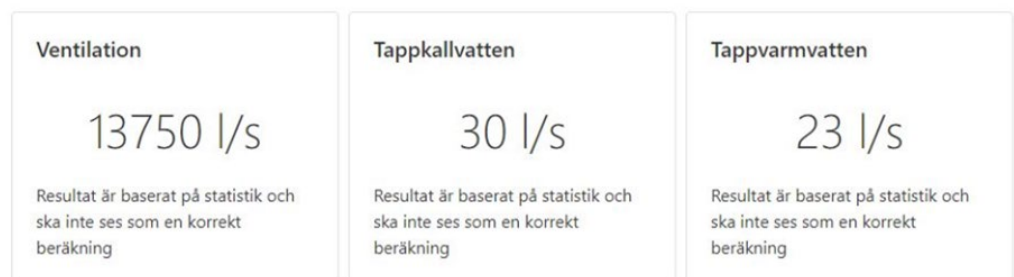 Ventilation
13750 l/s
Resultat är baserat på statistik och
ska inte ses som en korrekt
beräkning
Tappkallvatten
30 l/s
Resultat är baserat på statistik och
ska inte ses som en korrekt
beräkning
Tappvarmvatten
23 l/s
Resultat är baserat på statistik och
ska inte ses som en korrekt
beräkning